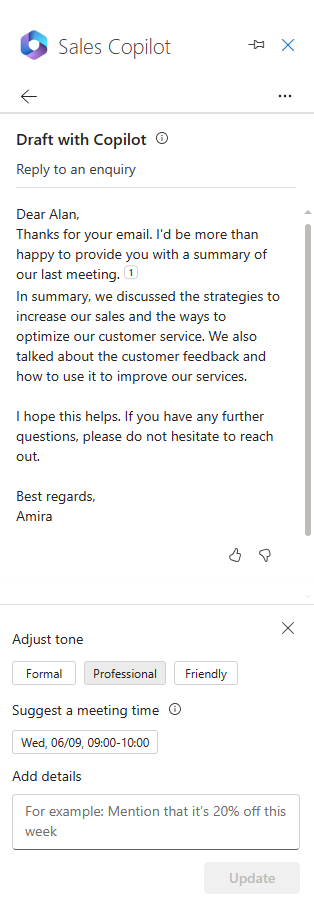 Sales Copilot
Draft with Copilot
Reply to an enquiry
Dear Alan,
Thanks for your email. I'd be more than
happy to provide you with a summary of
our last meeting. 1
In summary, we discussed the strategies to
increase our sales and the ways to
optimize our customer service. We also
talked about the customer feedback and
how to use it to improve our services.
I hope this helps. If you have any further
questions, please do not hesitate to reach
out.
Best regards,
Amira
Adjust tone
Formal Professional Friendly
Suggest a meeting time
Wed, 06/09, 09:00-10:00
Add details
For example: Mention that it's 20% off this
week
Update